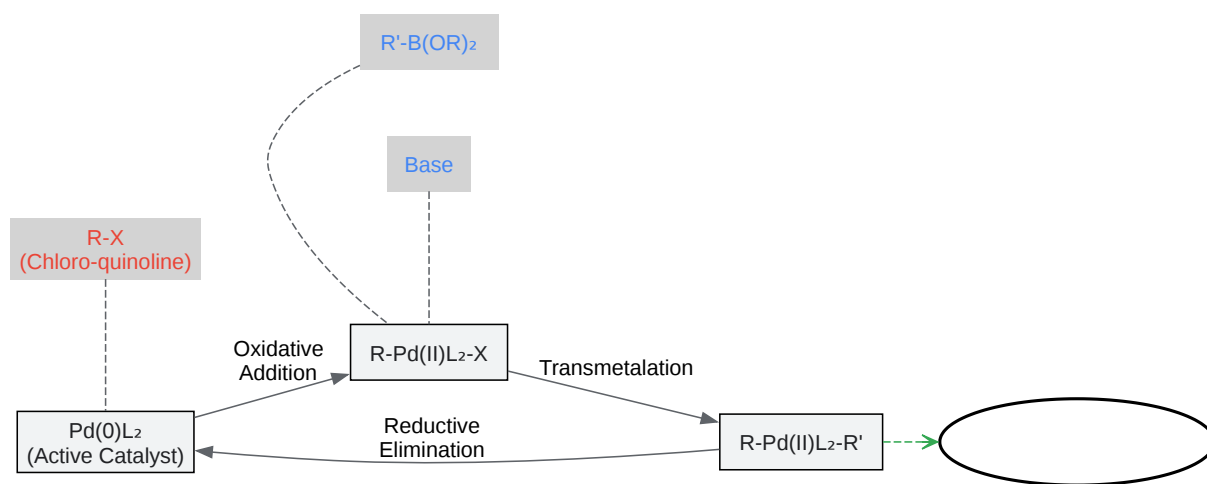 R'-B(OR)₂
Base
R-X
(Chloro-quinoline)
Oxidative
Addition
R-Pd(II)L₂-X
Transmetalation
Pd(0)L₂
(Active Catalyst)
Reductive
Elimination
R-Pd(II)L₂-R'